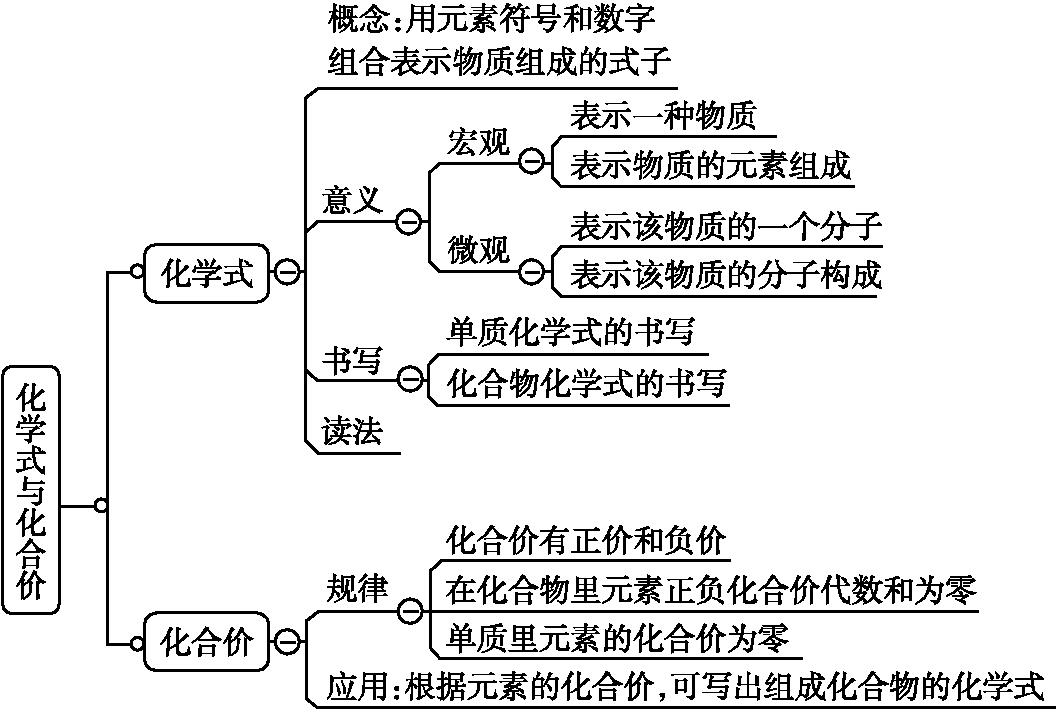 化学式与化合价
化学式
概念:用元素符号和数字
组合表示物质组成的式子
意义
宏观
表示一种物质
表示物质的元素组成
微观
表示该物质的一个分子
表示该物质的分子构成
书写
单质化学式的书写
化合物化学式的书写
读法
化合价
规律
化合价有正价和负价
在化合物里元素正负化合价代数和为零
单质里元素的化合价为零
应用:根据元素的化合价,可写出组成化合物的化学式